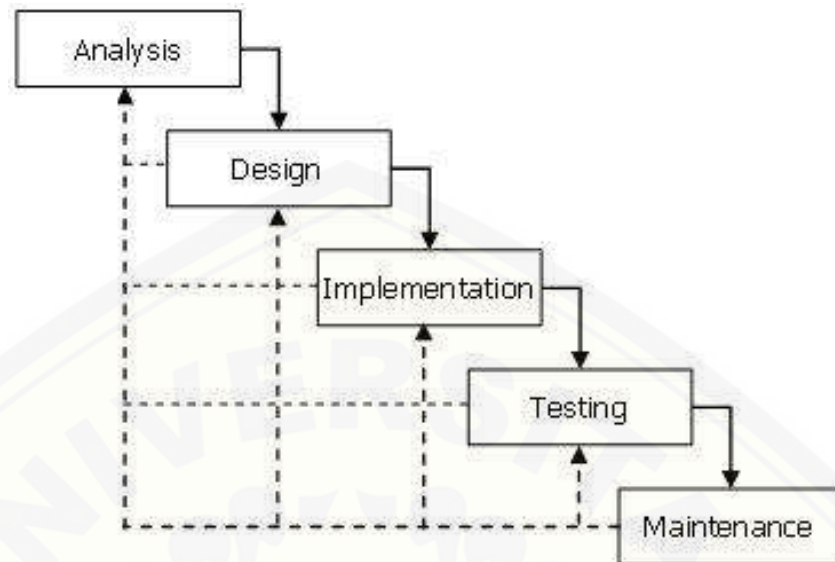 Analysis
Design
Implementation
Testing
Maintenance